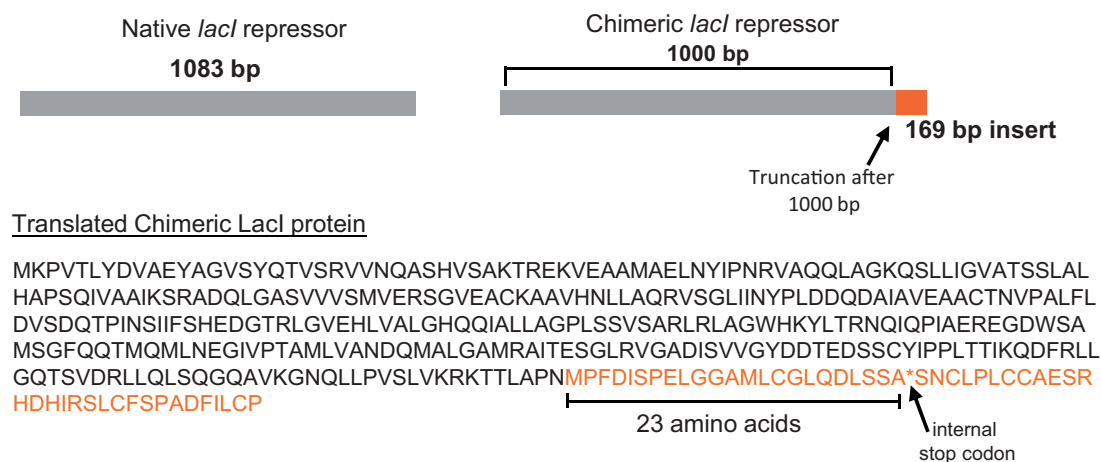 Native lacI repressor
1083 bp
Chimeric lacI repressor
1000 bp
169 bp insert
Truncation after
1000 bp
Translated Chimeric LacI protein
MKPVTLYDVAEYAGVSYQTVSRVVNQASHVSAKTREKVEAAMAELNYIPNRVAQQLAGKQSLLIGVATSSLAL
HAPSQIVAAIKSRADQLGASVVVSMVERSGVEACKAAVHNLLAQRVSGLIINYPLDDQDAIAVEAACTNVPALFL
DVSDQTPINSIIFSHEDGTRLGVEHLVALGHQQIALLAGPLSSVSARLRLAGWHKYLTRNQIQPIAEREGDWSA
MSGFQQTMQMLNEGIVPTAMLVANDQMALGAMRAITESGLRVGADISVVGYDDTEDSSCYIPPLTTIKQDFRLL
GQTSVDRLLQLSQGQAVKGNQLLPVSLVKRKTTLAPNMPFDISPELGGAMLCGLQDLSSA*SNCLPLCCAESR
HDHIRSLCFSPADFILCP
23 amino acids
internal
stop codon